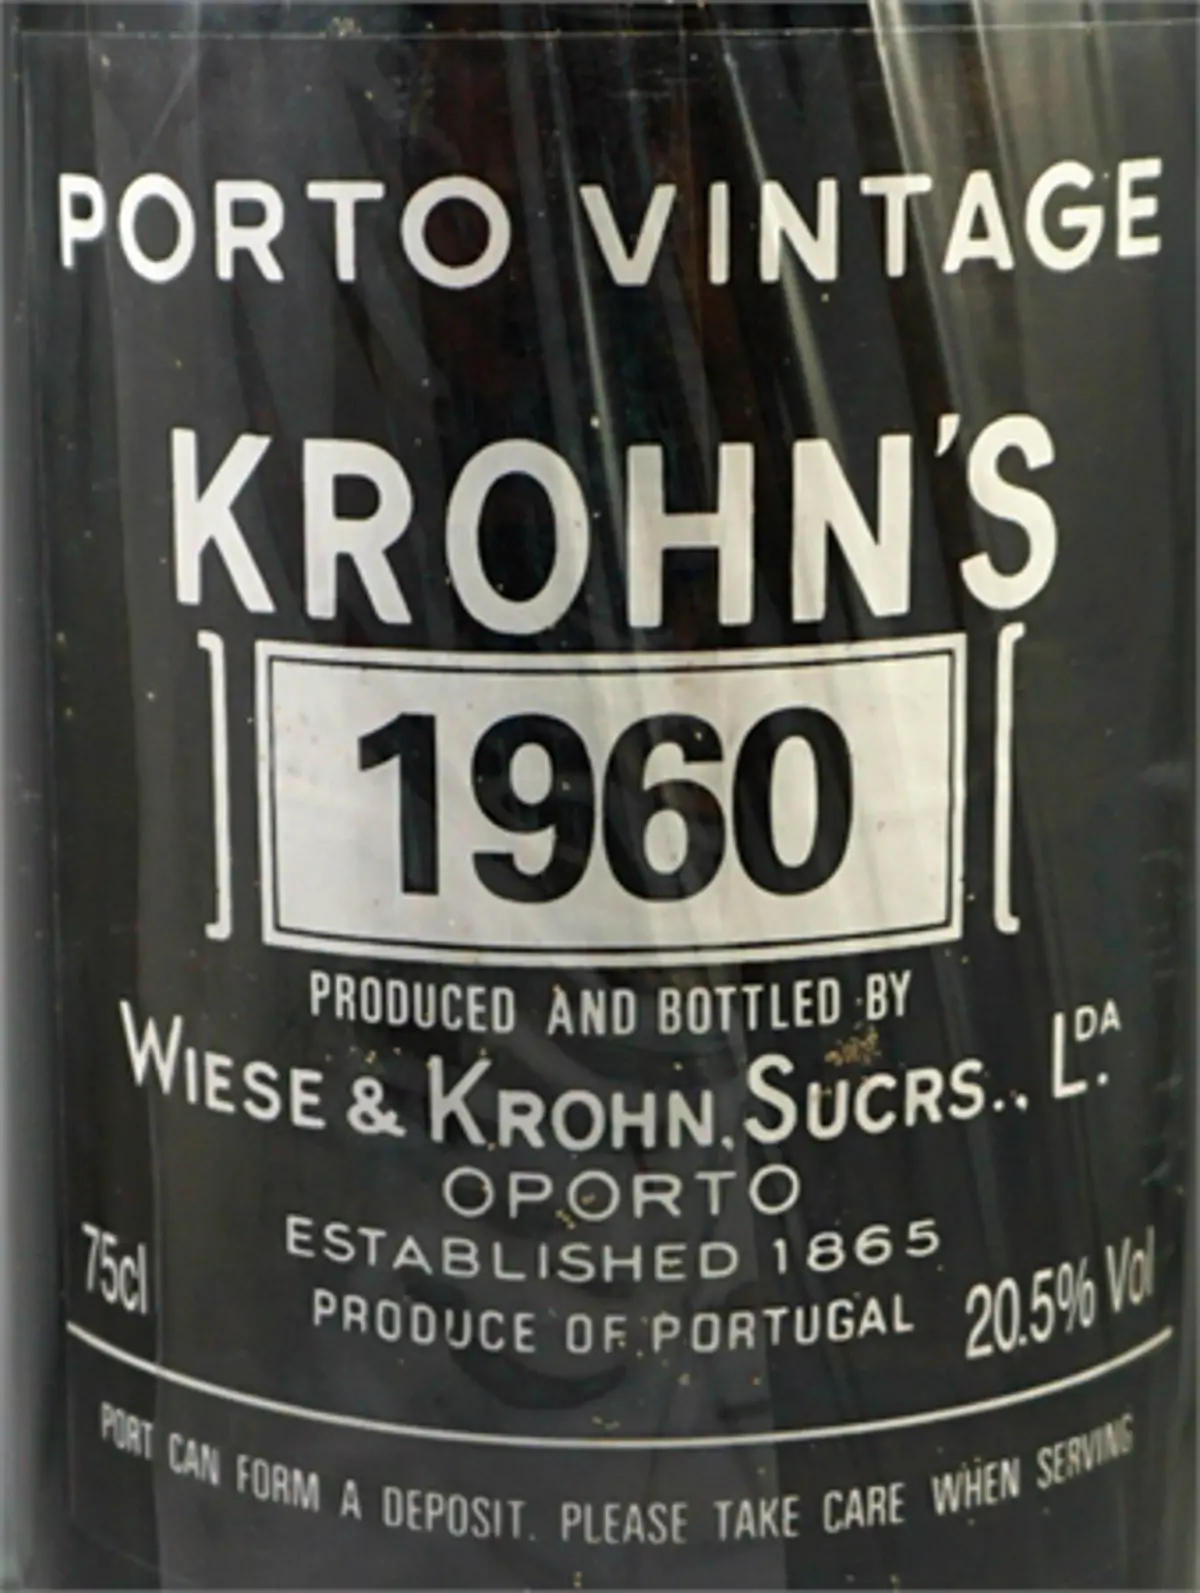 PORTO VINTAGE
KROHN'S
1960
PRODUCED AND BOTTLED BY
WIESE & KROHN, SUCRS., L.DA
OPORTO
ESTABLISHED 1865
75cl
PRODUCE OF PORTUGAL
20.5% Vol
PORT CAN FORM A DEPOSIT. PLEASE TAKE CARE WHEN SERVING